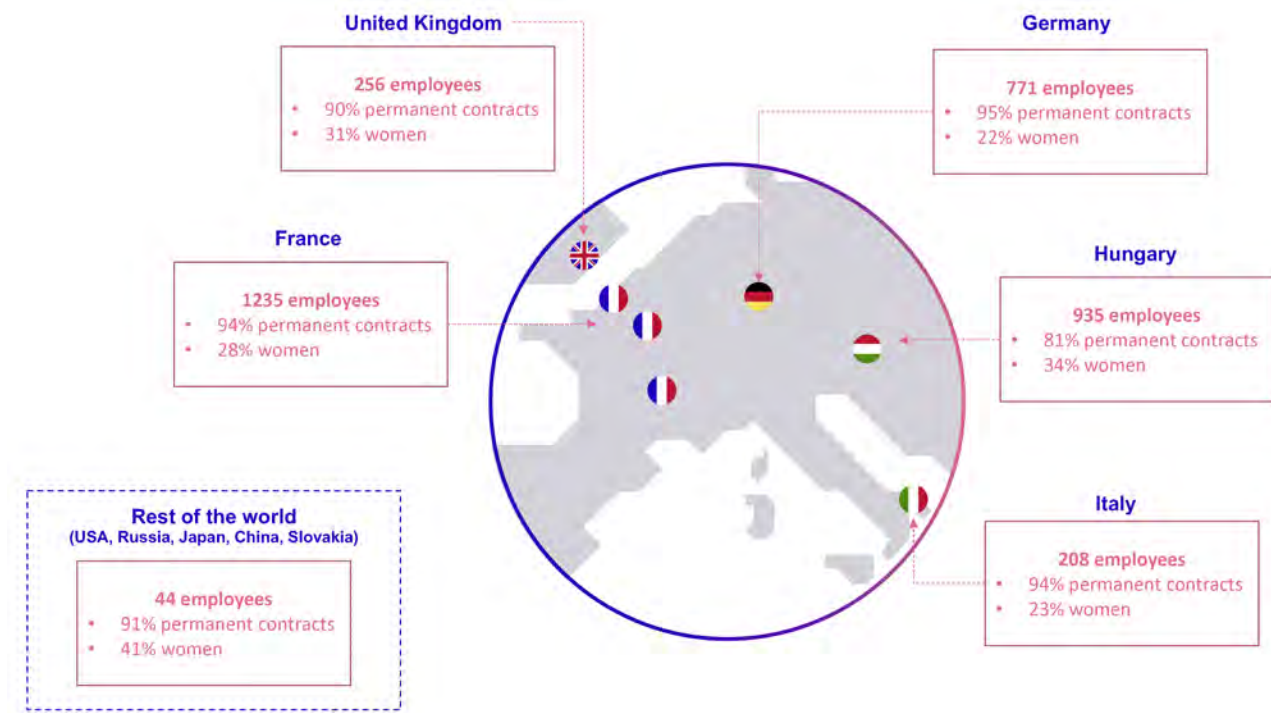 United Kingdom
256 employees
• 90% permanent contracts
• 31% women
Germany
771 employees
• 95% permanent contracts
• 22% women
France
1235 employees
• 94% permanent contracts
• 28% women
Hungary
935 employees
• 81% permanent contracts
• 34% women
Rest of the world
(USA, Russia, Japan, China, Slovakia)
44 employees
• 91% permanent contracts
• 41% women
Italy
208 employees
• 94% permanent contracts
• 23% women